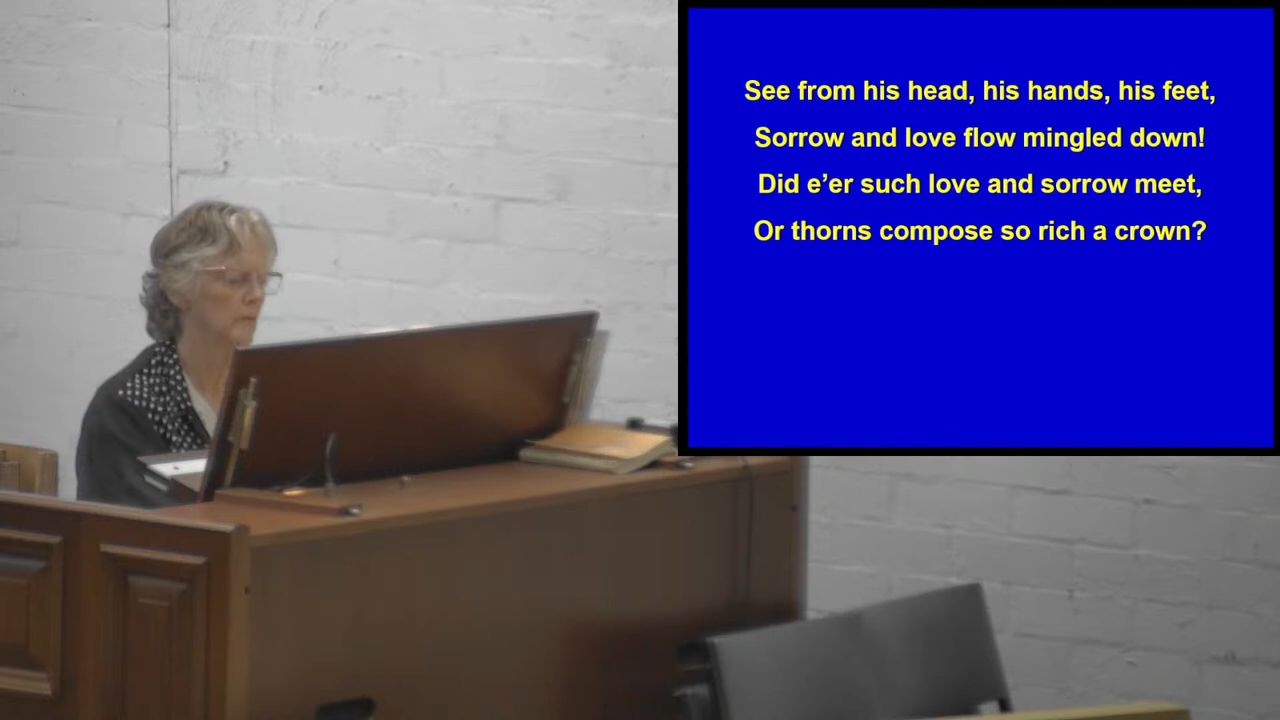 See from his head, his hands, his feet,
Sorrow and love flow mingled down!
Did e’er such love and sorrow meet,
Or thorns compose so rich a crown?